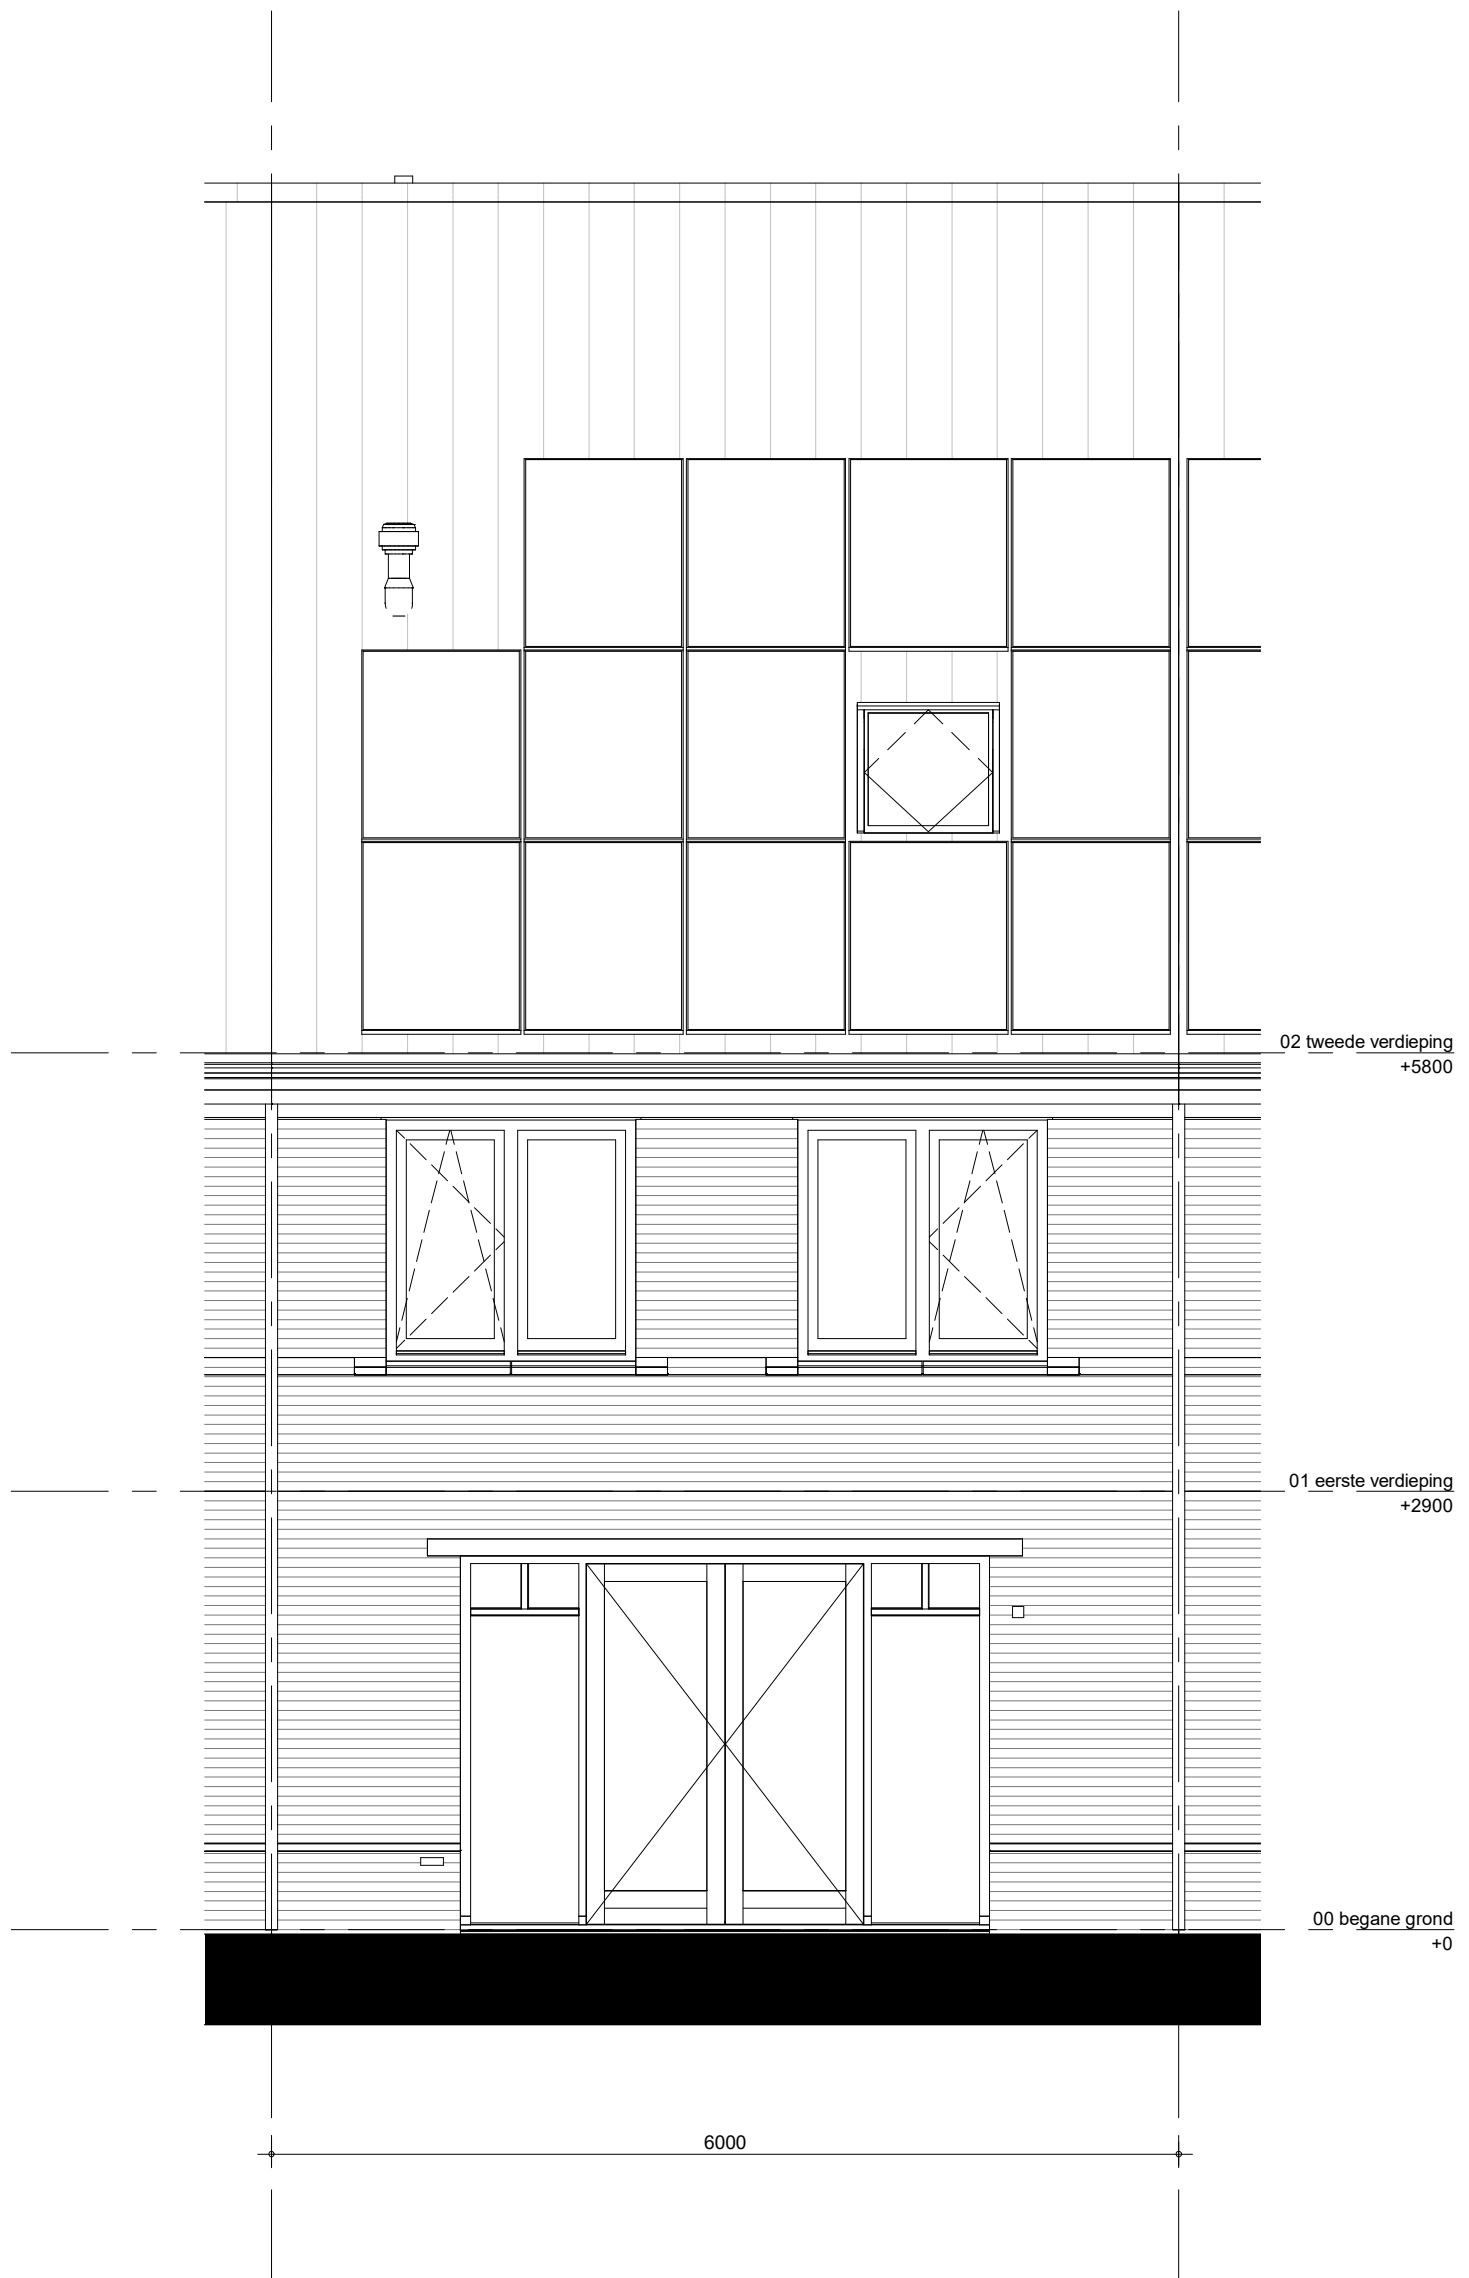 02 tweede verdieping
+5800
01 eerste verdieping
+2900
00 begane grond
+0
6000